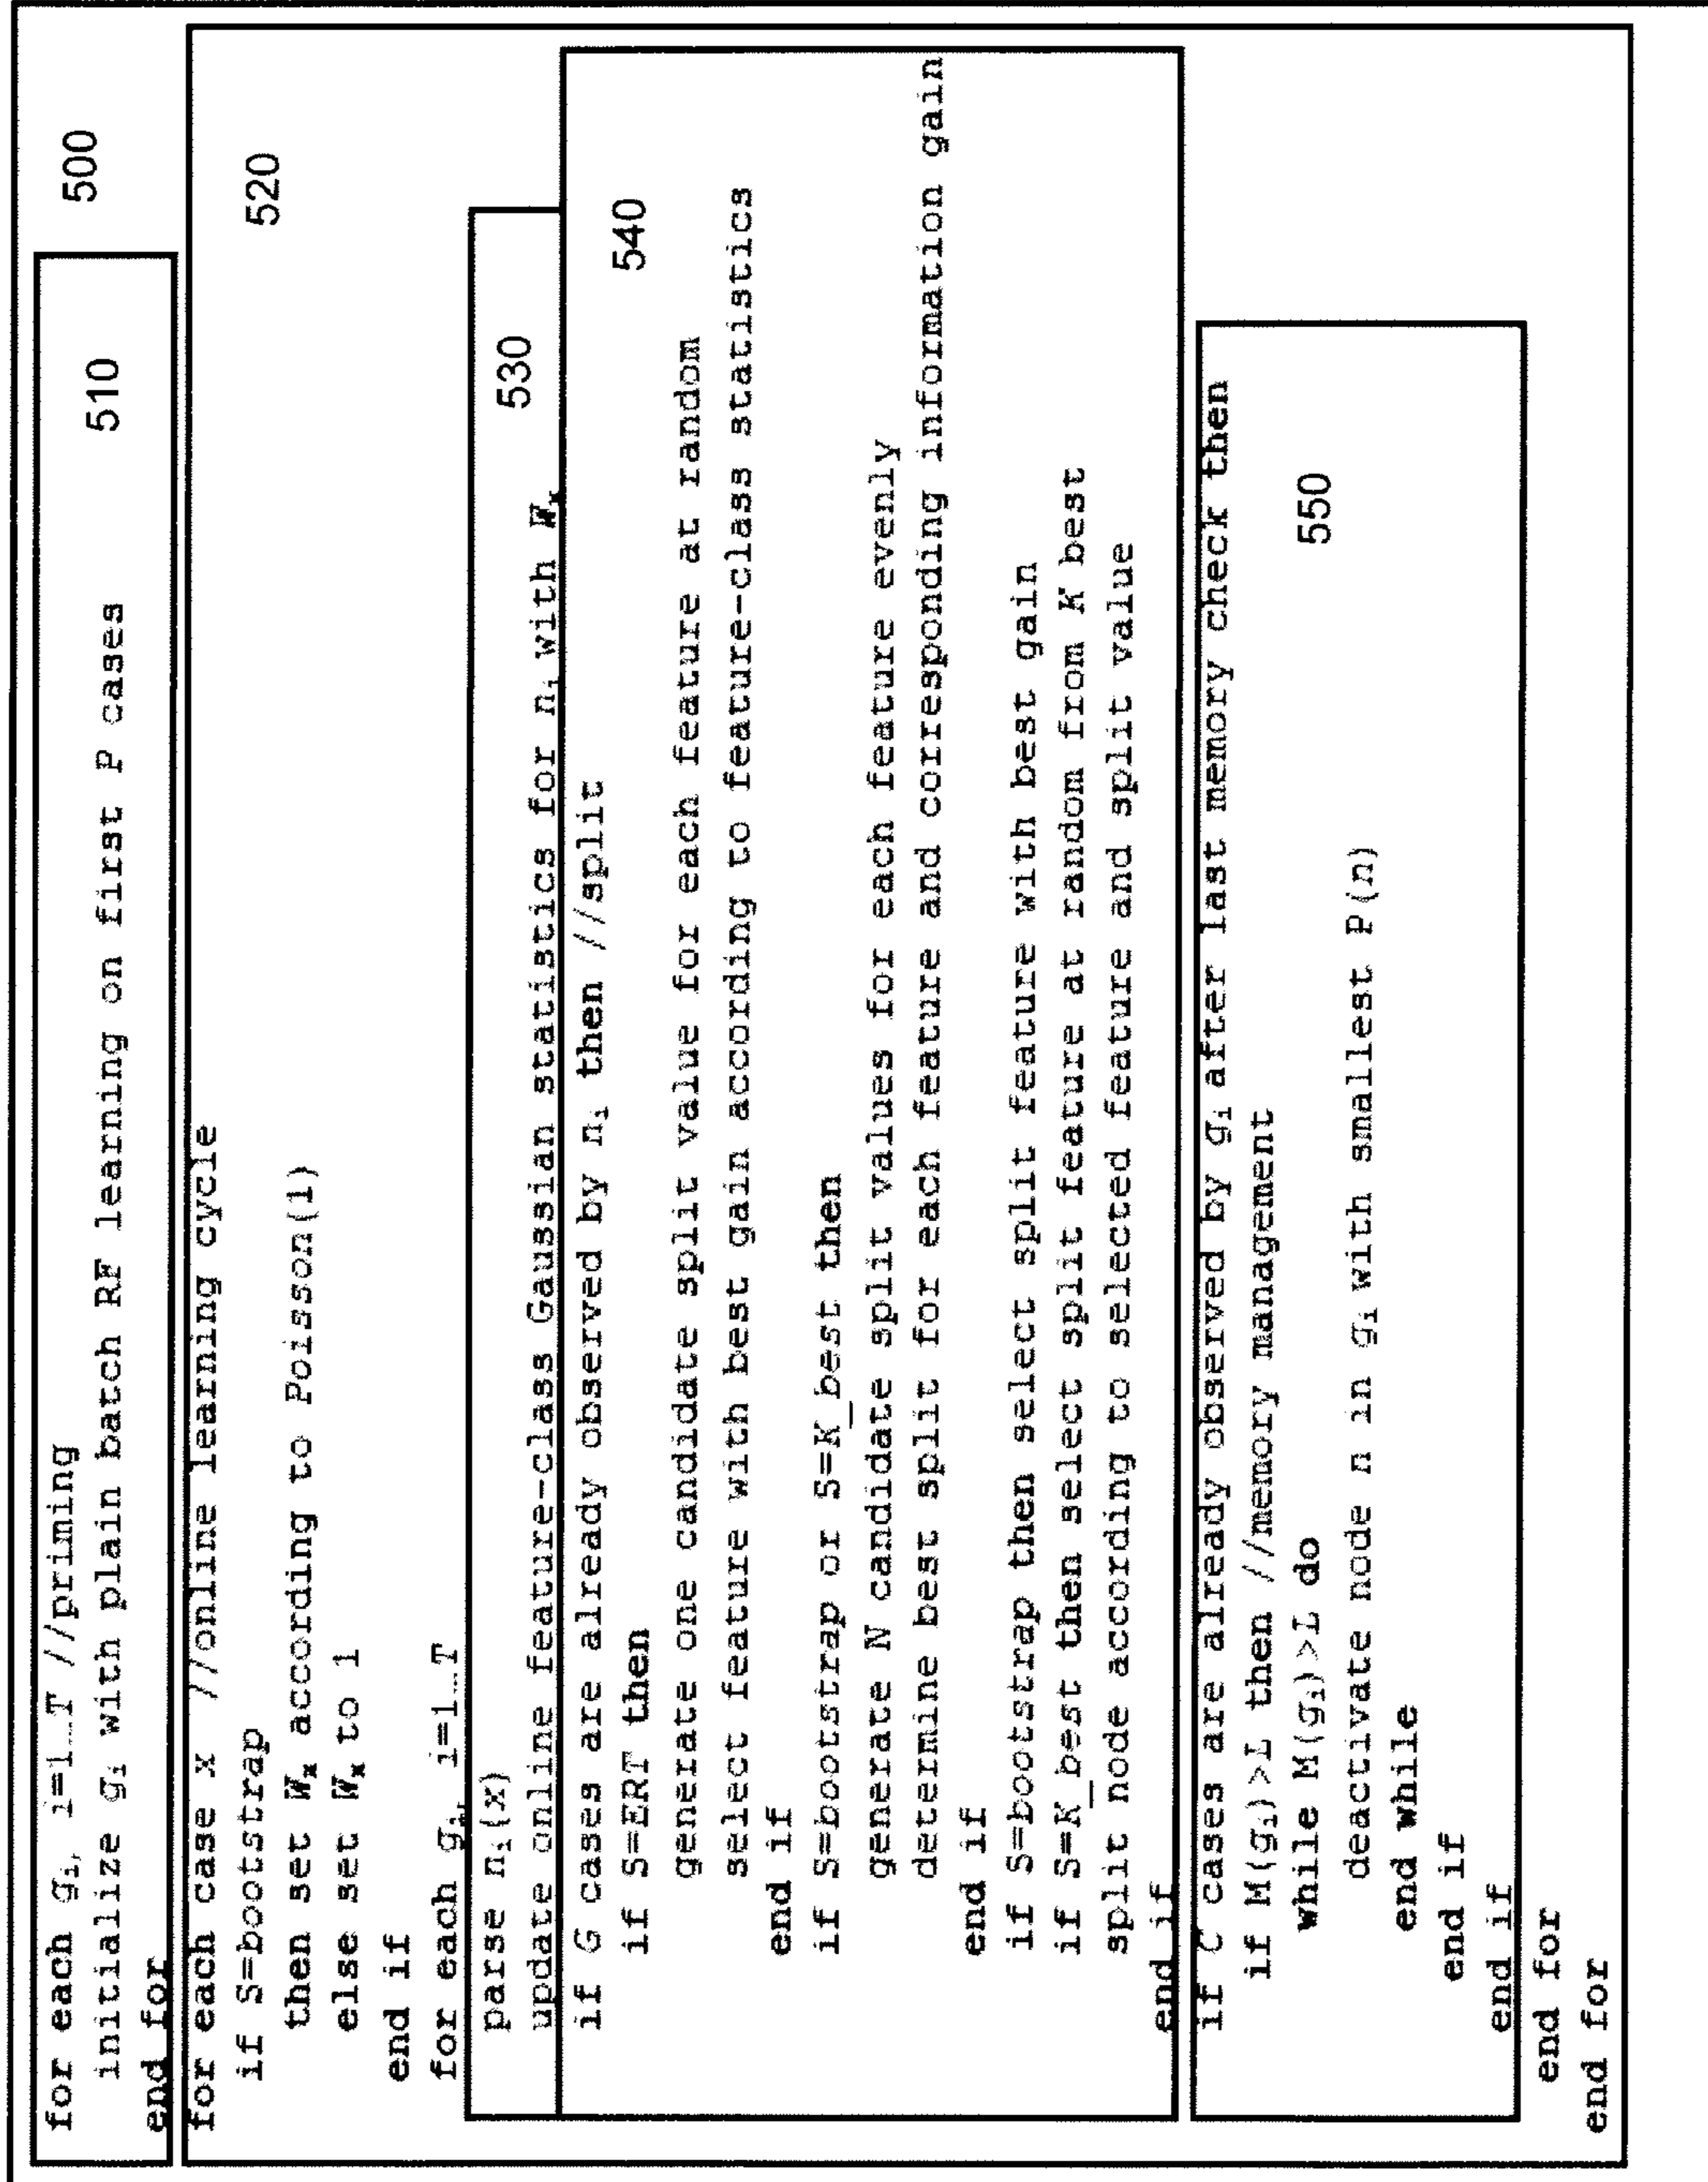 for each gi, i=1…T //priming 500
initialize gi with plain batch RF learning on first P cases 510
end for
for each case x //online learning cycle
if S=bootstrap 520
then set Wx according to Poisson(1)
else set Wx to 1
end if
for each gi, i=1…T
parse ni(x) 530
update online feature-class Gaussian statistics for ni with Wx
if G cases are already observed by ni then //split
if S=ERT then 540
generate one candidate split value for each feature at random
select feature with best gain according to feature-class statistics
end if
if S=bootstrap or S=K_best then
generate N candidate split values for each feature evenly
determine best split for each feature and corresponding information gain
end if
if S=bootstrap then select split feature with best gain
if S=K_best then select split feature at random from K best
split node according to selected feature and split value
end if
if C cases are already observed by gi after last memory check then
if M(gi)>L then //memory management
while M(gi)>L do 550
deactivate node n in gi with smallest P(n)
end while
end if
end if
end for
end for